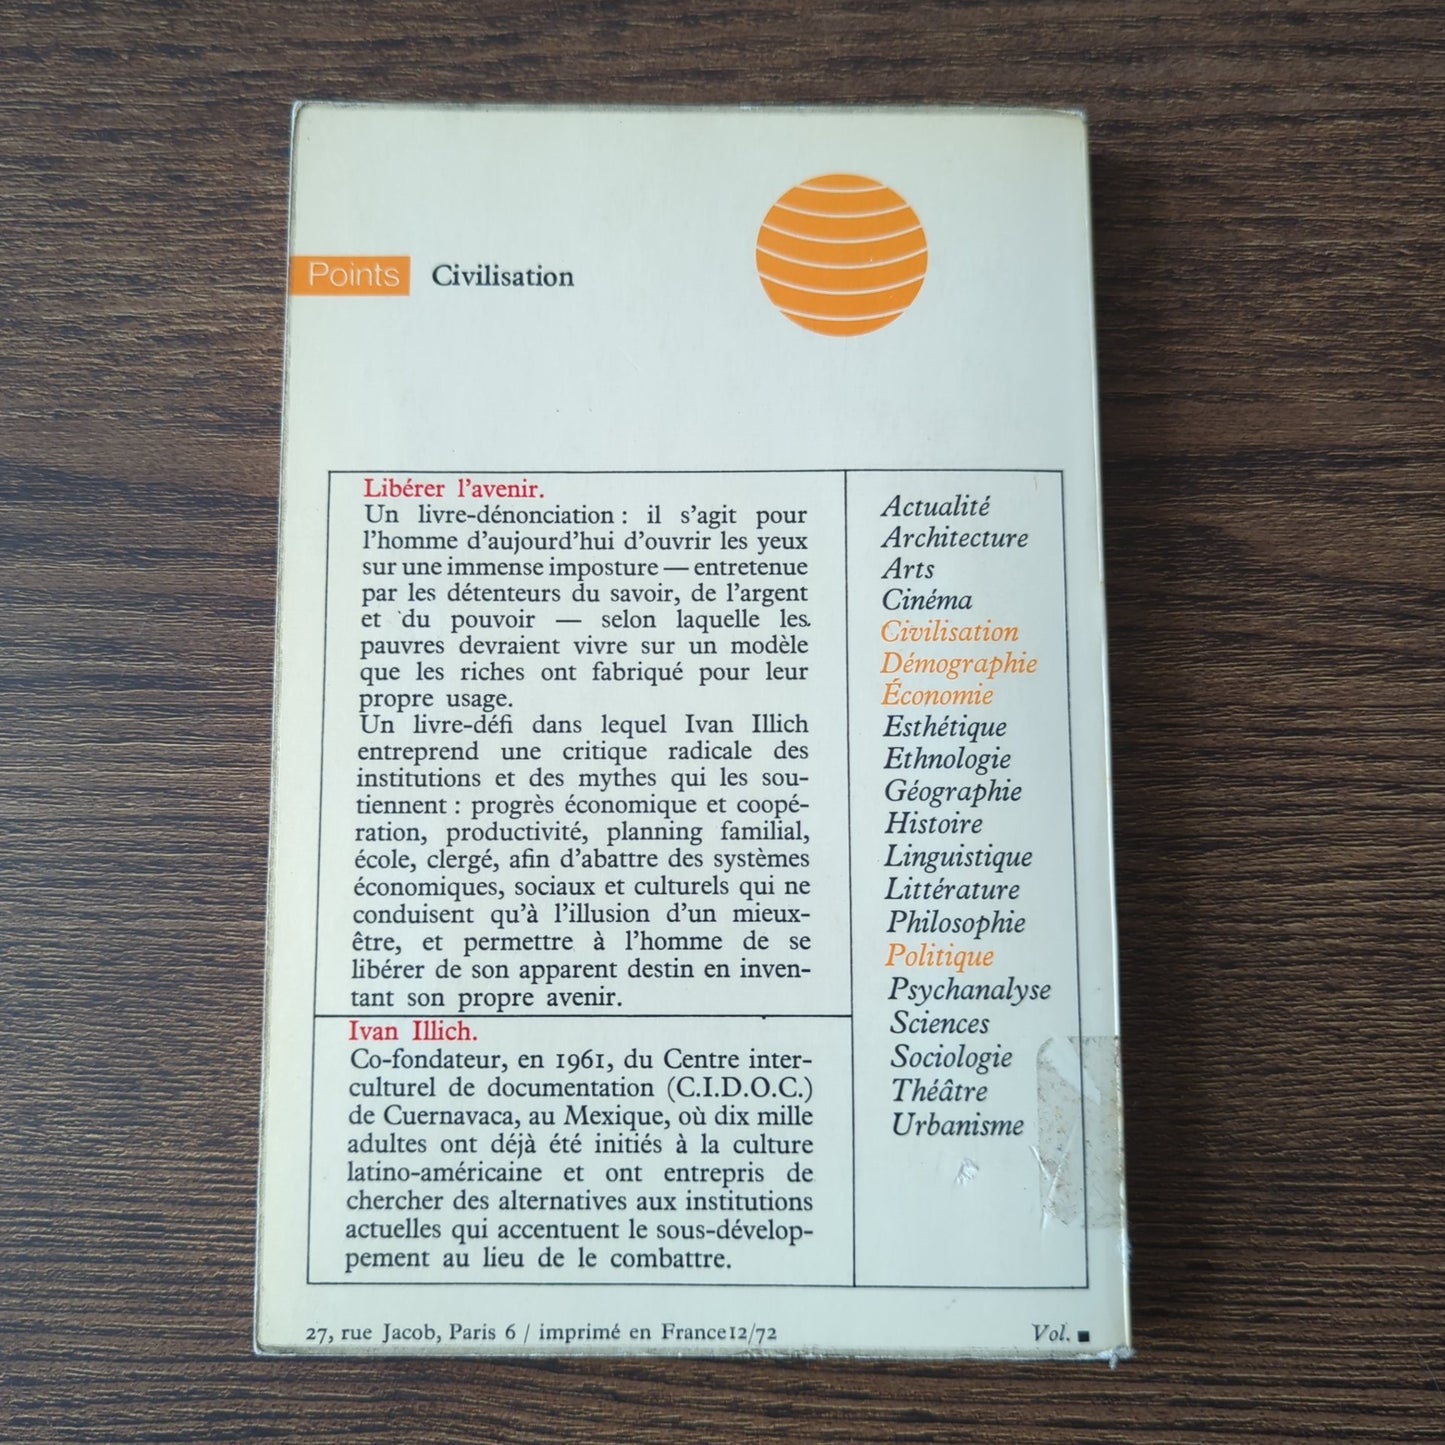 Points Civilisation
Libérer l'avenir.
Un livre-dénonciation : il s'agit pour
l'homme d'aujourd'hui d'ouvrir les yeux
sur une immense imposture — entretenue
par les détenteurs du savoir, de l'argent
et du pouvoir — selon laquelle les
pauvres devraient vivre sur un modèle
que les riches ont fabriqué pour leur
propre usage.
Un livre-défi dans lequel Ivan Illich
entreprend une critique radicale des
institutions et des mythes qui les sou-
tiennent : progrès économique et coopé-
ration, productivité, planning familial,
école, clergé, afin d'abattre des systèmes
économiques, sociaux et culturels qui ne
conduisent qu'à l'illusion d'un mieux-
être, et permettre à l'homme de se
libérer de son apparent destin en inven-
tant son propre avenir.
Ivan Illich.
Co-fondateur, en 1961, du Centre inter-
culturel de documentation (C.I.D.O.C.)
de Cuernavaca, au Mexique, où dix mille
adultes ont déjà été initiés à la culture
latino-américaine et ont entrepris de
chercher des alternatives aux institutions
actuelles qui accentuent le sous-dévelop-
pement au lieu de le combattre.
Actualité
Architecture
Arts
Cinéma
Civilisation
Démographie
Économie
Esthétique
Ethnologie
Géographie
Histoire
Linguistique
Littérature
Philosophie
Politique
Psychanalyse
Sciences
Sociologie
Théâtre
Urbanisme
27, rue Jacob, Paris 6 / imprimé en France 12/72
Vol. ■